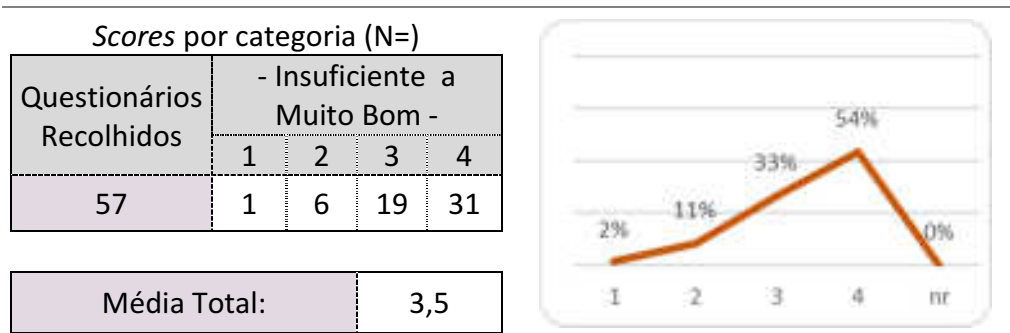 Scores por categoria (N=)
Questionários Recolhidos
- Insuficiente a
Muito Bom -
1 2 3 4
57 1 6 19 31
Média Total: 3,5
54%
33%
11%
2%
0%
1 2 3 4 nr